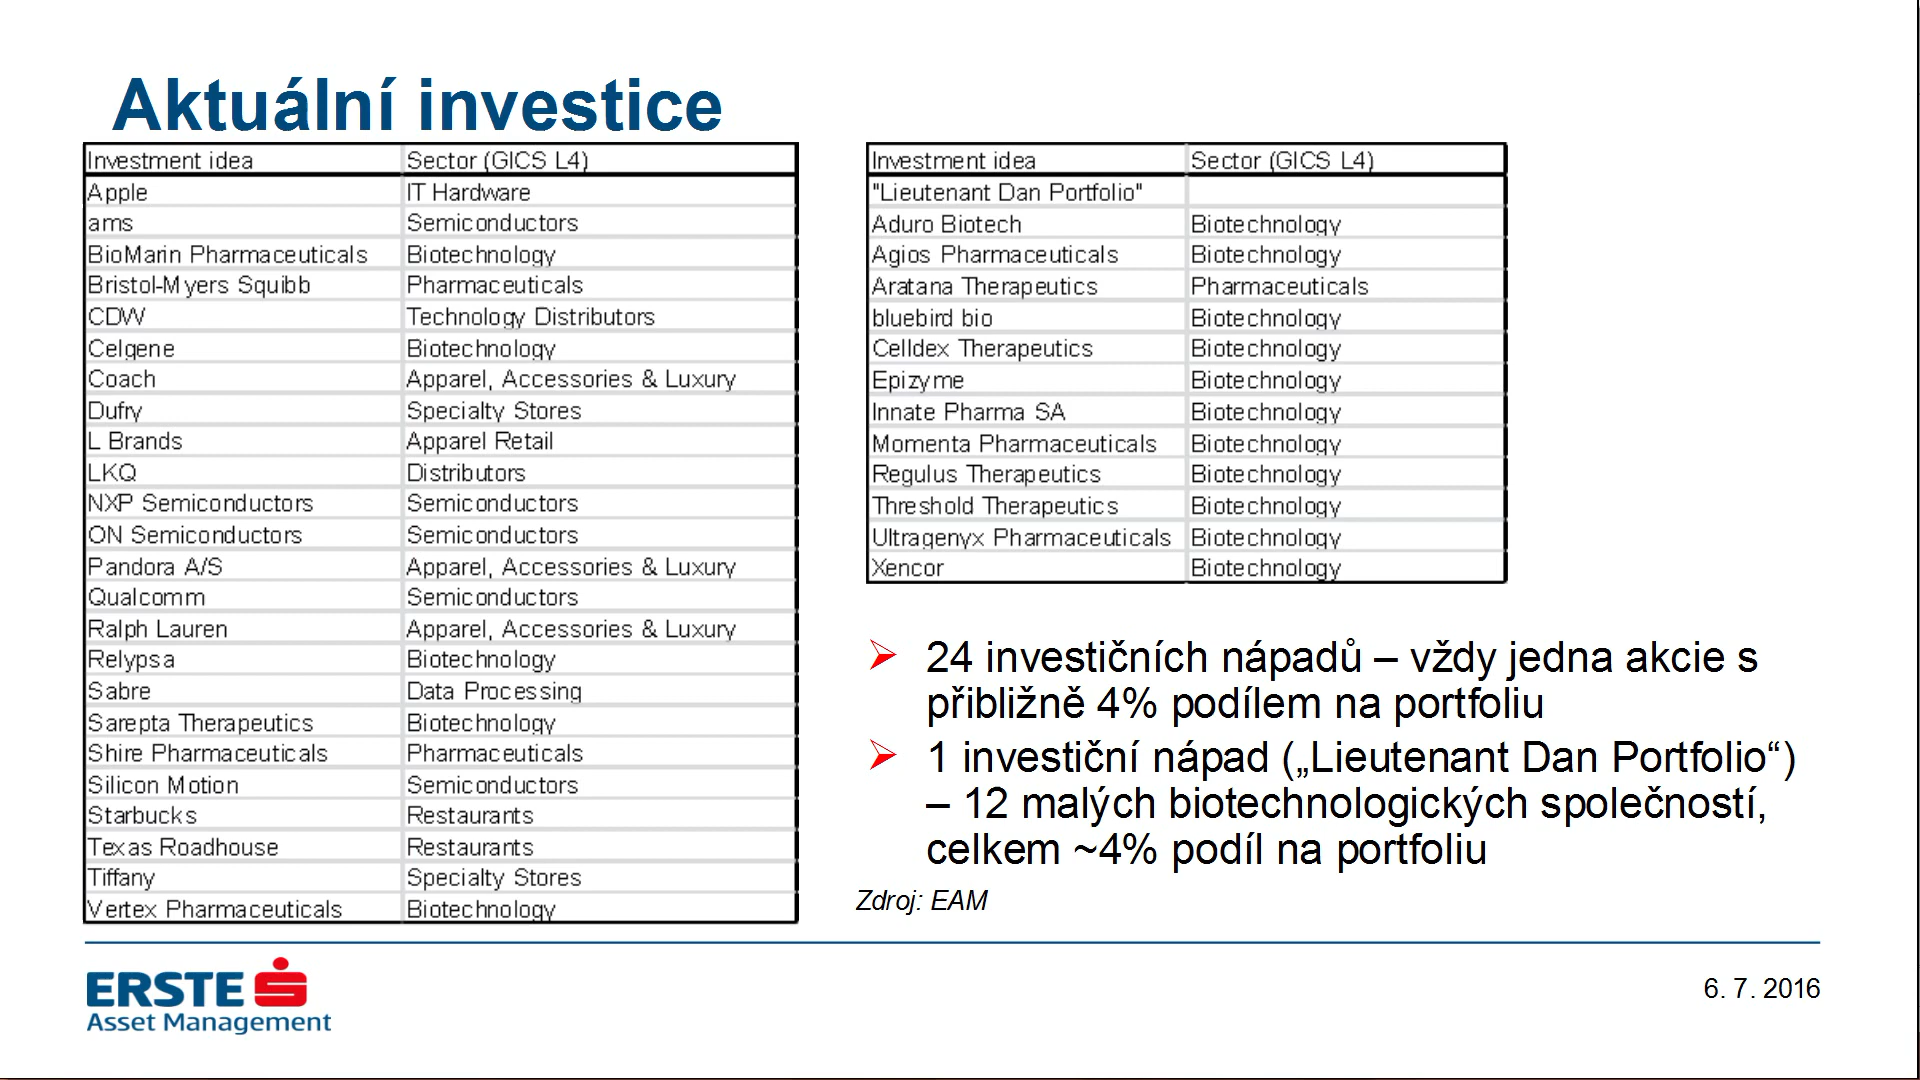 Aktuální investice
Investment idea Sector (GICS L4)
Apple IT Hardware
ams Semiconductors
BioMarin Pharmaceuticals Biotechnology
Bristol-Myers Squibb Pharmaceuticals
CDW Technology Distributors
Celgene Biotechnology
Coach Apparel, Accessories & Luxury
Dufry Specialty Stores
L Brands Apparel Retail
LKQ Distributors
NXP Semiconductors Semiconductors
ON Semiconductors Semiconductors
Pandora A/S Apparel, Accessories & Luxury
Qualcomm Semiconductors
Ralph Lauren Apparel, Accessories & Luxury
Relypsa Biotechnology
Sabre Data Processing
Sarepta Therapeutics Biotechnology
Shire Pharmaceuticals Pharmaceuticals
Silicon Motion Semiconductors
Starbucks Restaurants
Texas Roadhouse Restaurants
Tiffany Specialty Stores
Vertex Pharmaceuticals Biotechnology
Investment idea Sector (GICS L4)
"Lieutenant Dan Portfolio"
Aduro Biotech Biotechnology
Agios Pharmaceuticals Biotechnology
Aratana Therapeutics Pharmaceuticals
bluebird bio Biotechnology
Celldex Therapeutics Biotechnology
Epizyme Biotechnology
Innate Pharma SA Biotechnology
Momenta Pharmaceuticals Biotechnology
Regulus Therapeutics Biotechnology
Threshold Therapeutics Biotechnology
Ultragenyx Pharmaceuticals Biotechnology
Xencor Biotechnology
24 investičních nápadů – vždy jedna akcie s
přibližně 4% podílem na portfoliu
1 investiční nápad („Lieutenant Dan Portfolio“)
– 12 malých biotechnologických společností,
celkem ~4% podíl na portfoliu
Zdroj: EAM
ERSTE
Asset Management
6. 7. 2016